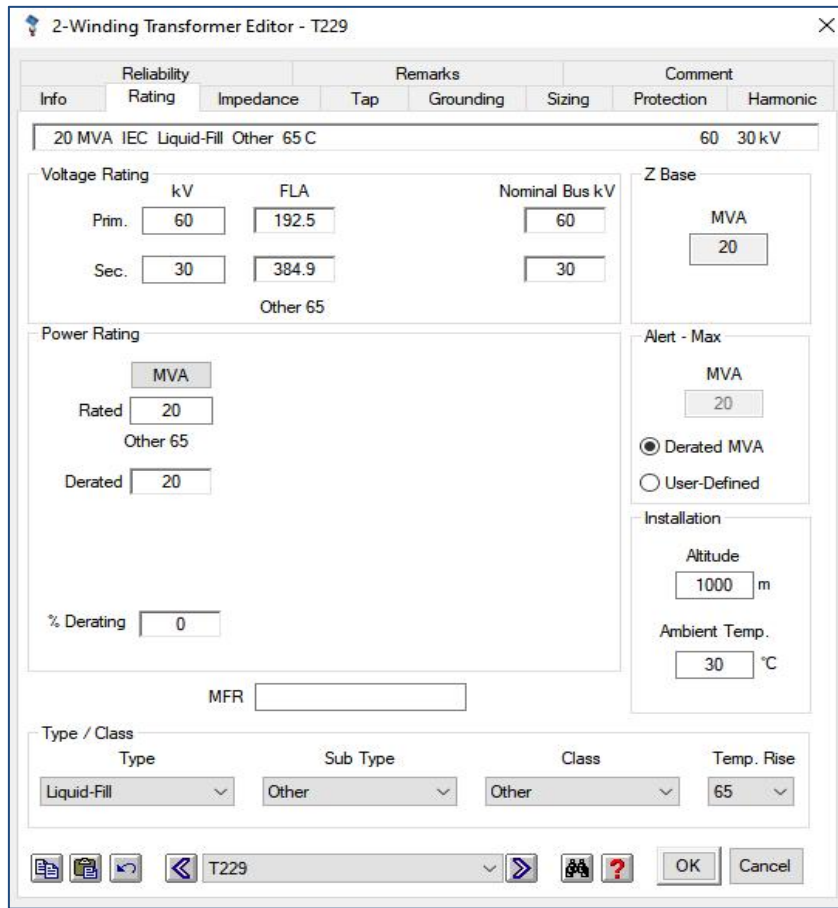 2-Winding Transformer Editor - T229
Reliability Remarks Comment
Info Rating Impedance Tap Grounding Sizing Protection Harmonic
20 MVA IEC Liquid-Fill Other 65 C 60 30 kV
Voltage Rating
kV FLA Nominal Bus kV
Prim. 60 192.5 60
Sec. 30 384.9 30
Other 65
Z Base
MVA
20
Power Rating
MVA
Rated 20
Other 65
Derated 20
% Derating 0
Alert - Max
MVA
20
Derated MVA
User-Defined
Installation
Altitude
1000 m
Ambient Temp.
30 °C
MFR
Type / Class
Type Sub Type Class Temp. Rise
Liquid-Fill Other Other 65
T229 ? OK Cancel